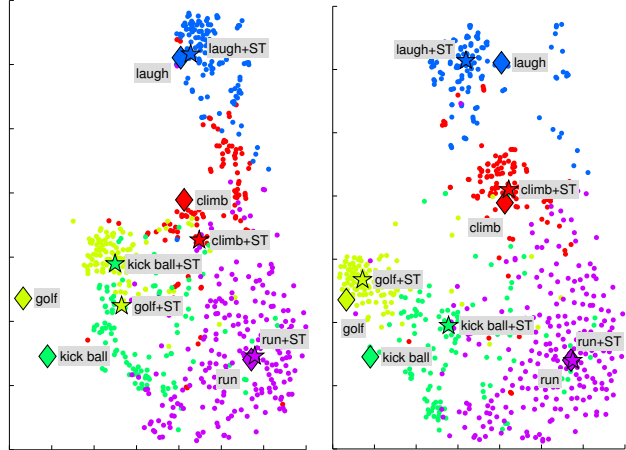 laugh+ST
laugh
climb
climb+ST
kick ball+ST
golf
golf+ST
kick ball
run+ST
run
laugh+ST
laugh
climb+ST
climb
golf+ST
golf
kick ball+ST
kick ball
run+ST
run